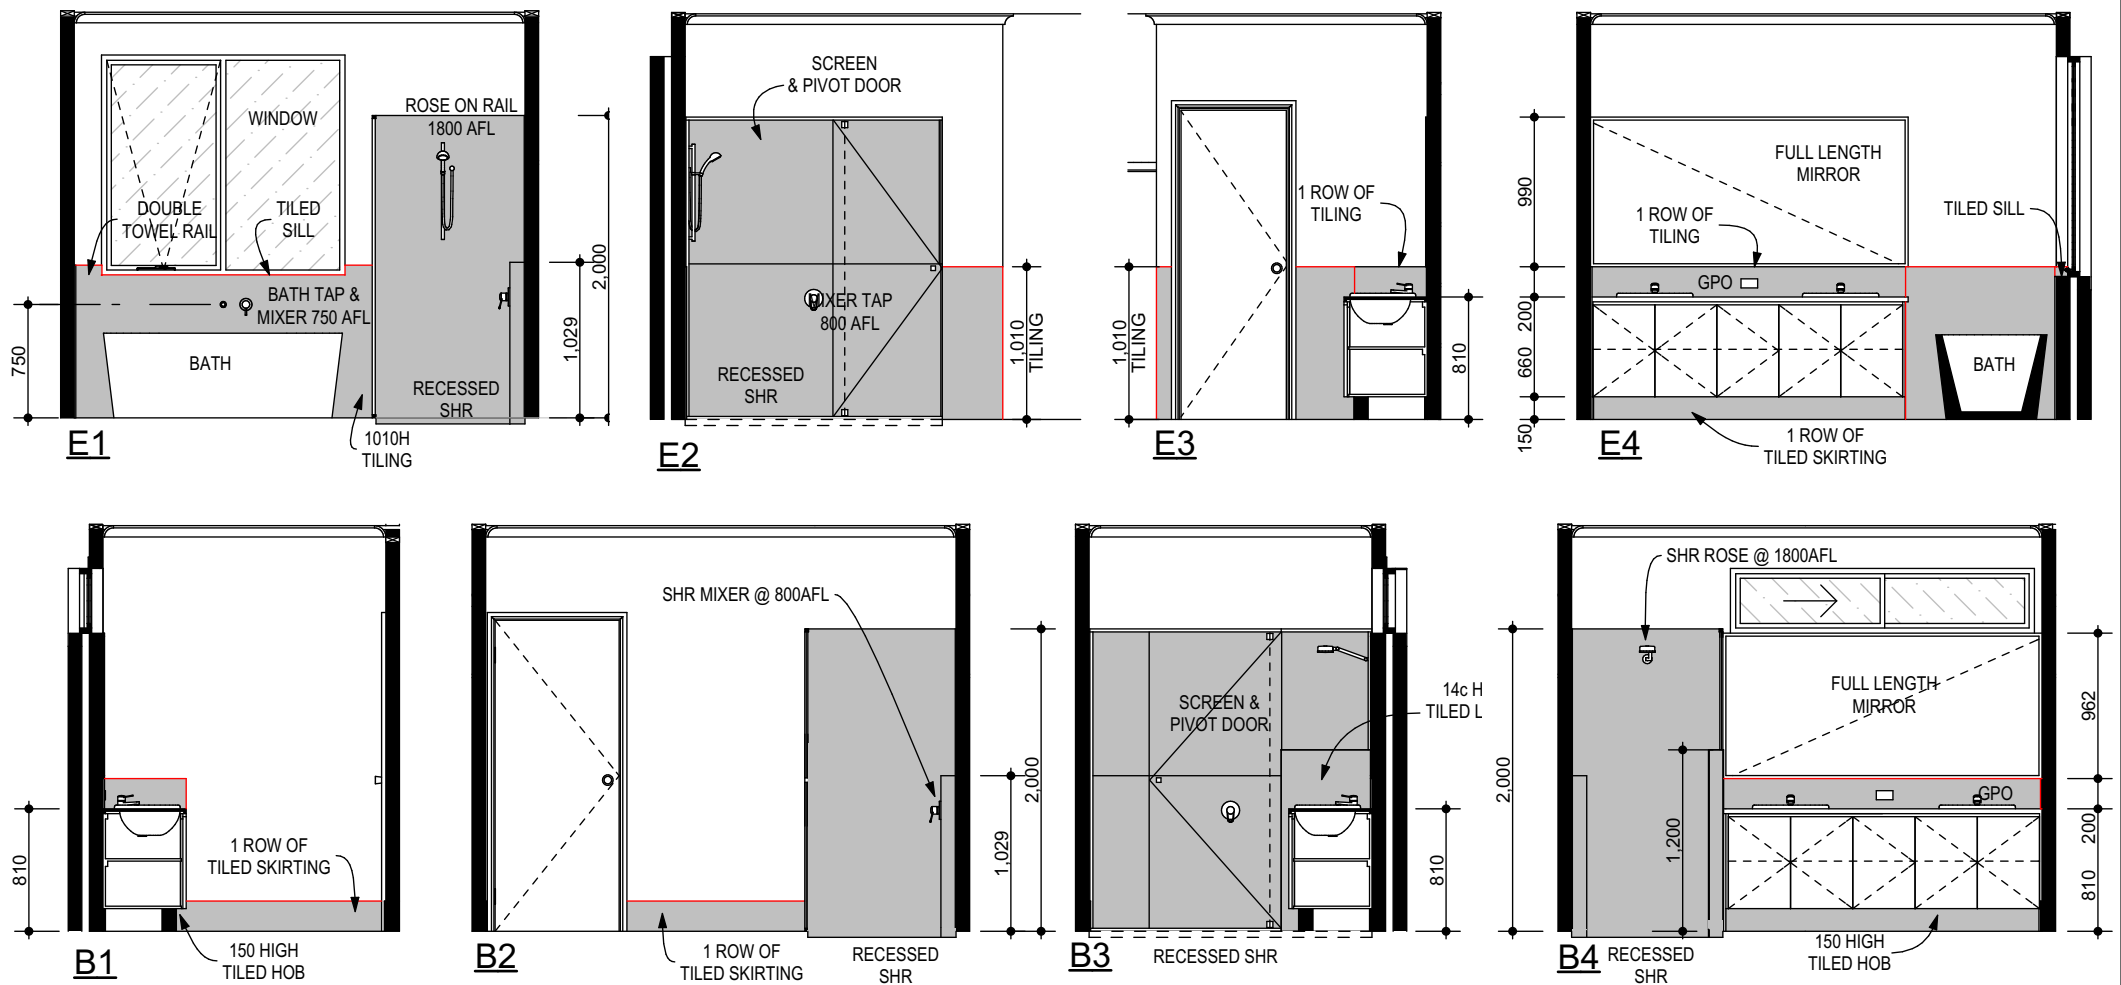 SCREEN
& PIVOT DOOR
ROSE ON RAIL
1800 AFL
WINDOW
DOUBLE
TOWEL RAIL
TILED
SILL
BATH TAP &
MIXER 750 AFL
BATH
RECESSED
SHR
750
2,000
1,029
1010H
TILING
E1
MIXER TAP
800 AFL
RECESSED
SHR
1,010
TILING
E2
1 ROW OF
TILING
1,010
TILING
810
E3
FULL LENGTH
MIRROR
1 ROW OF
TILING
TILED SILL
GPO
BATH
990
200
660
150
1 ROW OF
TILED SKIRTING
E4
810
1 ROW OF
TILED SKIRTING
150 HIGH
TILED HOB
B1
SHR MIXER @ 800AFL
2,000
1,029
1 ROW OF
TILED SKIRTING
RECESSED
SHR
B2
SCREEN &
PIVOT DOOR
14c H
TILED L
810
RECESSED SHR
B3
SHR ROSE @ 1800AFL
FULL LENGTH
MIRROR
GPO
2,000
1,200
962
200
810
RECESSED
SHR
150 HIGH
TILED HOB
B4